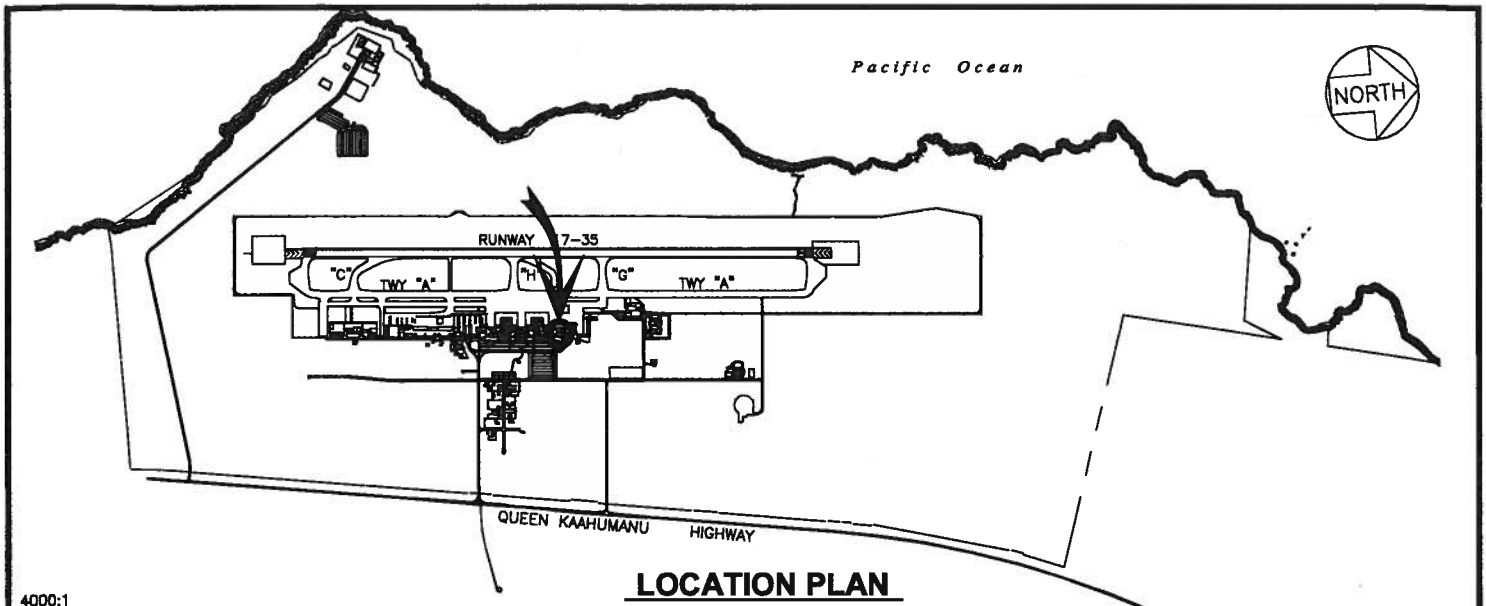 Pacific Ocean
NORTH
RUNWAY 17-35
"C"
TWY "A"
"H"
"G"
TWY "A"
QUEEN KAAHUMANU HIGHWAY
LOCATION PLAN
4000:1